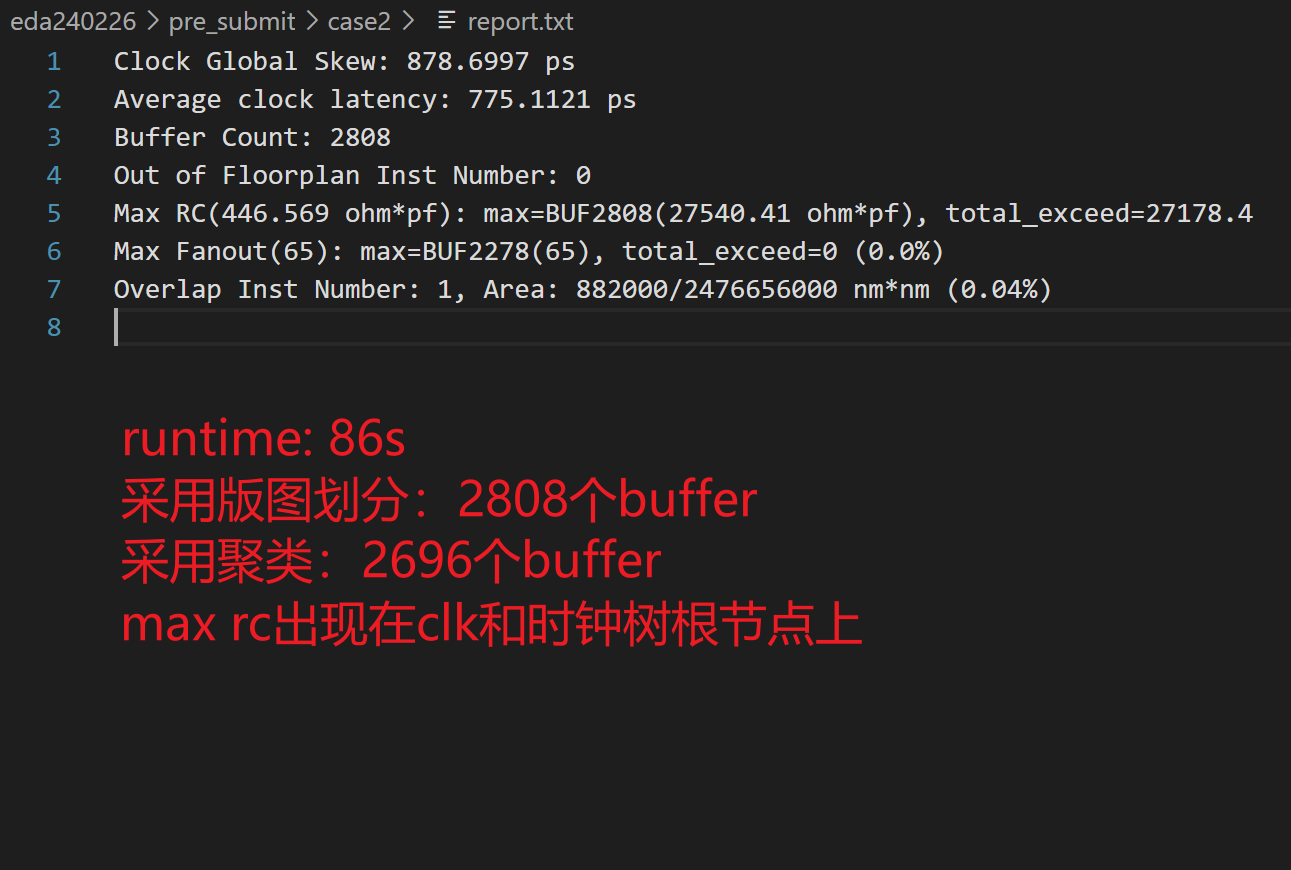 eda240226 > pre_submit > case2 > report.txt
1 Clock Global Skew: 878.6997 ps
2 Average clock latency: 775.1121 ps
3 Buffer Count: 2808
4 Out of Floorplan Inst Number: 0
5 Max RC(446.569 ohm*pf): max=BUF2808(27540.41 ohm*pf), total_exceed=27178.4
6 Max Fanout(65): max=BUF2278(65), total_exceed=0 (0.0%)
7 Overlap Inst Number: 1, Area: 882000/2476656000 nm*nm (0.04%)
8
runtime: 86s
采用版图划分：2808个buffer
采用聚类：2696个buffer
max rc出现在clk和时钟树根节点上